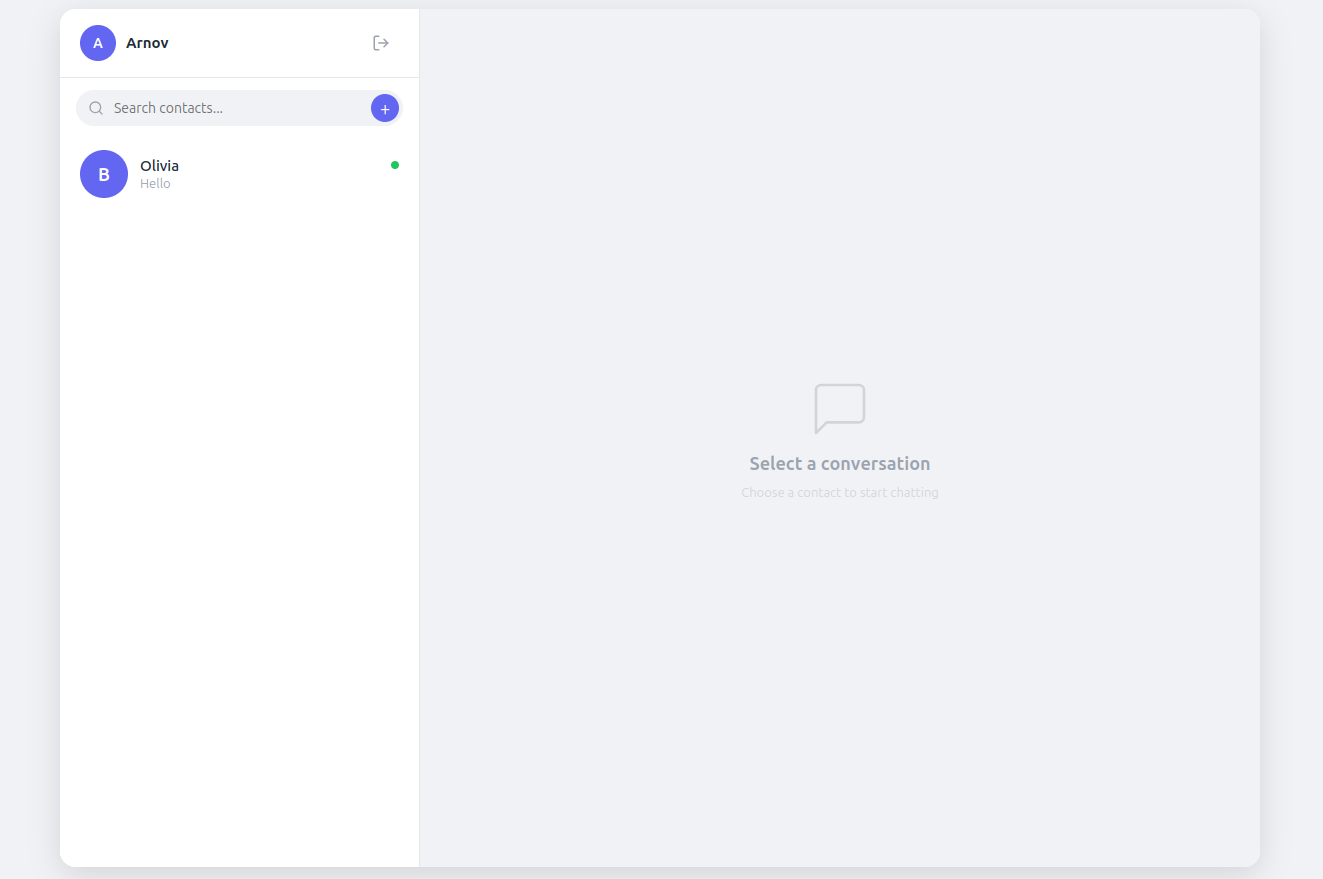 A Arnov
Search contacts...
+
B
Olivia
Hello
Select a conversation
Choose a contact to start chatting